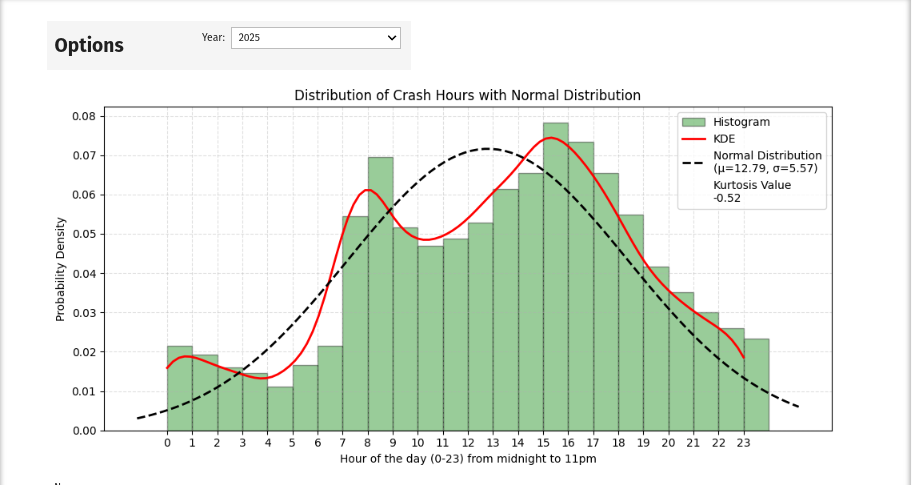 Options
Year:
2025
Distribution of Crash Hours with Normal Distribution
0.08
0.07
0.06
0.05
0.04
0.03
0.02
0.01
0.00
Probability Density
Histogram
KDE
Normal Distribution
(μ=12.79, σ=5.57)
Kurtosis Value
-0.52
0 1 2 3 4 5 6 7 8 9 10 11 12 13 14 15 16 17 18 19 20 21 22 23
Hour of the day (0-23) from midnight to 11pm